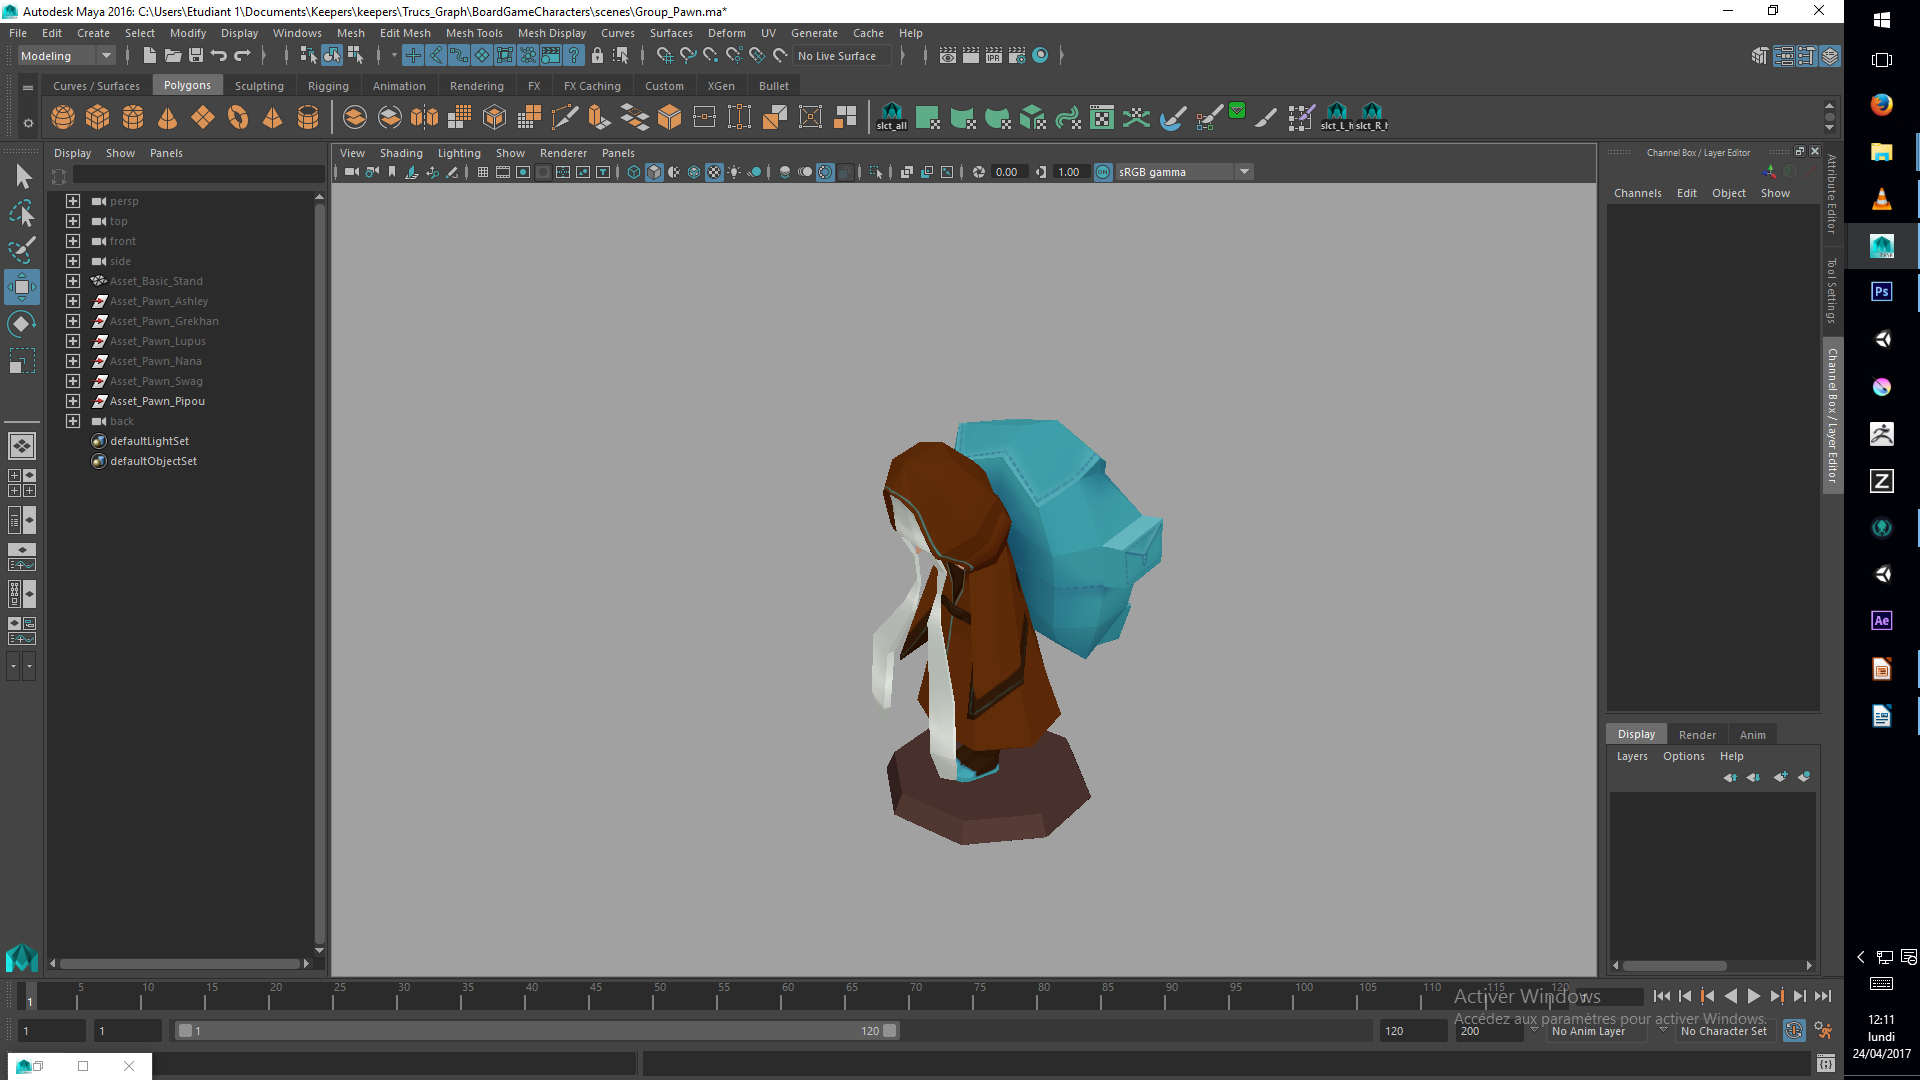 Autodesk Maya 2016: C:\Users\Etudiant 1\Documents\Keepers\keepers\Trucs_Graph\BoardGameCharacters\scenes\Group_Pawn.ma*
File Edit Create Select Modify Display Windows Mesh Edit Mesh Mesh Tools Mesh Display Curves Surfaces Deform UV Generate Cache Help
Modeling
IPR
No Live Surface
Curves / Surfaces Polygons Sculpting Rigging Animation Rendering FX FX Caching Custom XGen Bullet
slct_all slct_L_h slct_R_h
Display Show Panels
View Shading Lighting Show Renderer Panels
0.00 1.00 ON sRGB gamma
persp
top
front
side
Asset_Basic_Stand
Asset_Pawn_Ashley
Asset_Pawn_Grekhan
Asset_Pawn_Lupus
Asset_Pawn_Nana
Asset_Pawn_Swag
Asset_Pawn_Pipou
back
defaultLightSet
defaultObjectSet
Channel Box / Layer Editor
Channels Edit Object Show
Attribute Editor
Tool Settings
Channel Box / Layer Editor
Display Render Anim
Layers Options Help
Ps
Z
Ae
1 5 10 15 20 25 30 35 40 45 50 55 60 65 70 75 80 85 90 95 100 105 110 115 120
Activer Windows
Accédez aux paramètres pour activer Windows.
1 1 1 120 120 200 No Anim Layer No Character Set
12:11
lundi
24/04/2017